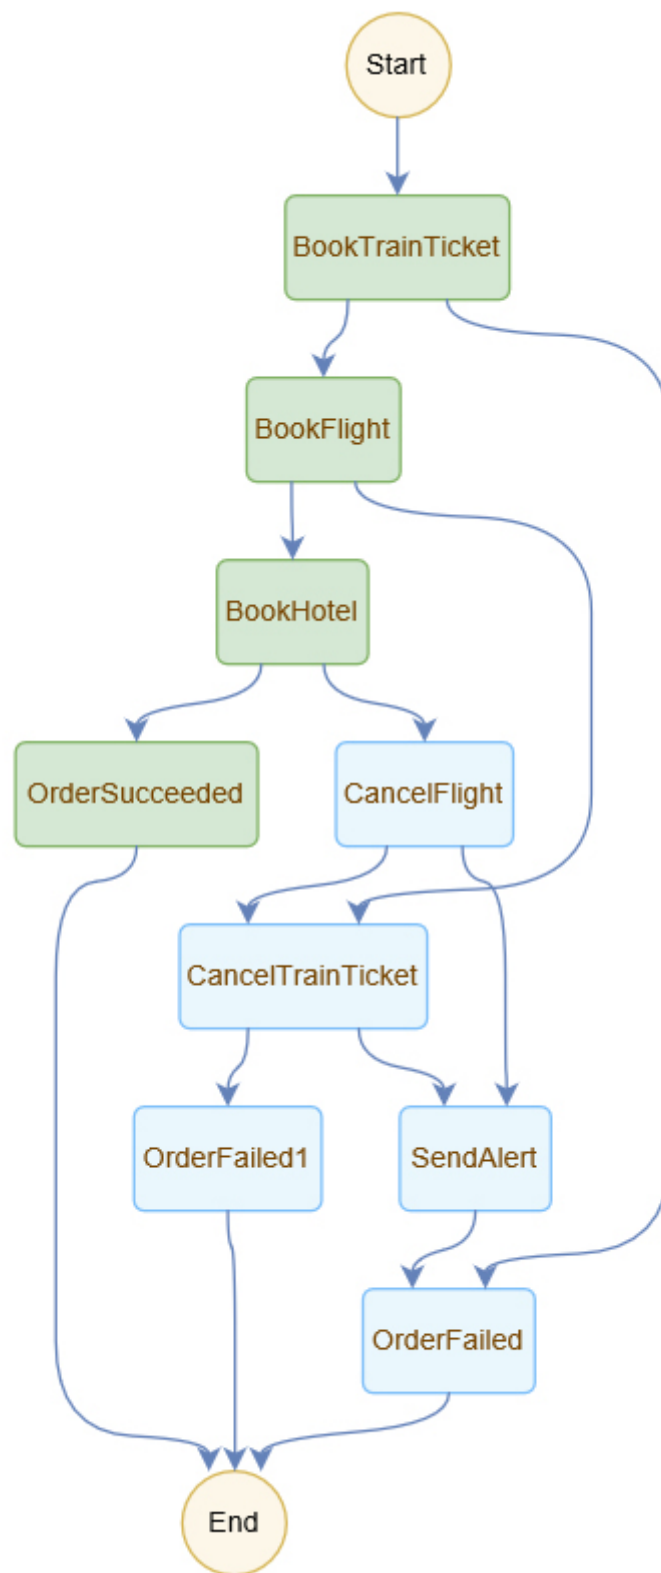 Start
BookTrainTicket
BookFlight
BookHotel
OrderSucceeded
CancelFlight
CancelTrainTicket
OrderFailed1
SendAlert
OrderFailed
End